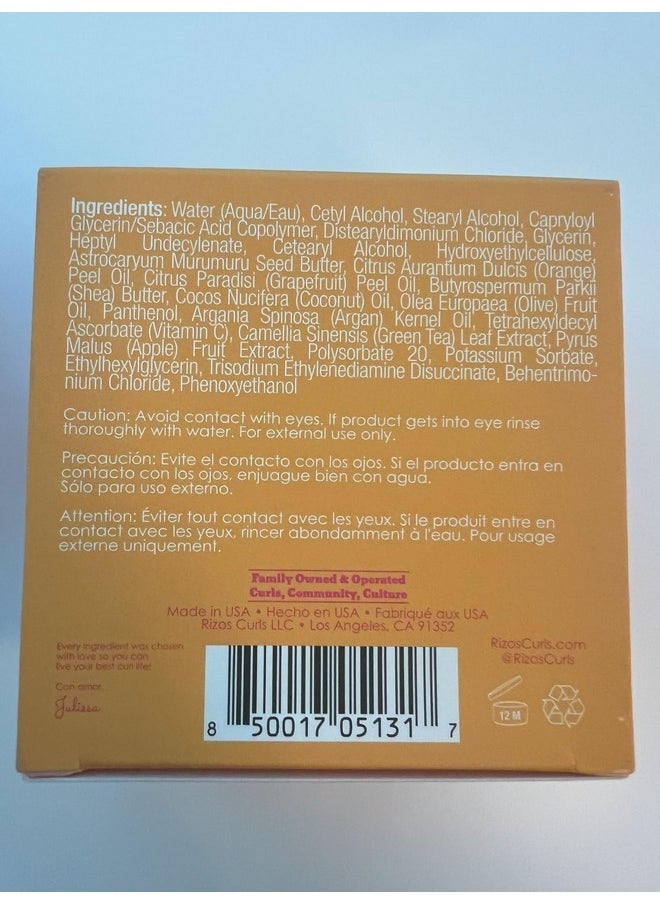 Ingredients: Water (Aqua/Eau), Cetyl Alcohol, Stearyl Alcohol, Capryloyl
Glycerin/Sebacic Acid Copolymer, Distearyldimonium Chloride, Glycerin,
Heptyl Undecylenate, Cetearyl Alcohol, Hydroxyethylcellulose,
Astrocaryum Murumuru Seed Butter, Citrus Aurantium Dulcis (Orange)
Peel Oil, Citrus Paradisi (Grapefruit) Peel Oil, Butyrospermum Parkii
(Shea) Butter, Cocos Nucifera (Coconut) Oil, Olea Europaea (Olive) Fruit
Oil, Panthenol, Argania Spinosa (Argan) Kernel Oil, Tetrahexyldecyl
Ascorbate (Vitamin C), Camellia Sinensis (Green Tea) Leaf Extract, Pyrus
Malus (Apple) Fruit Extract, Polysorbate 20, Potassium Sorbate,
Ethylhexylglycerin, Trisodium Ethylenediamine Disuccinate, Behentrimo-
nium Chloride, Phenoxyethanol
Caution: Avoid contact with eyes. If product gets into eye rinse
thoroughly with water. For external use only.
Precaución: Evite el contacto con los ojos. Si el producto entra en
contacto con los ojos, enjuague bien con agua.
Sólo para uso externo.
Attention: Éviter tout contact avec les yeux. Si le produit entre en
contact avec les yeux, rincer abondamment à l'eau. Pour usage
externe uniquement.
Family Owned & Operated
Curls, Community, Culture
Made in USA • Hecho en USA • Fabriqué aux USA
Rizos Curls LLC • Los Angeles, CA 91352
Every ingredient was chosen
with love so you can
live your best curl life!
Con amor,
Julissa
RizosCurls.com
@RizosCurls
12 M
8 50017 05131 7